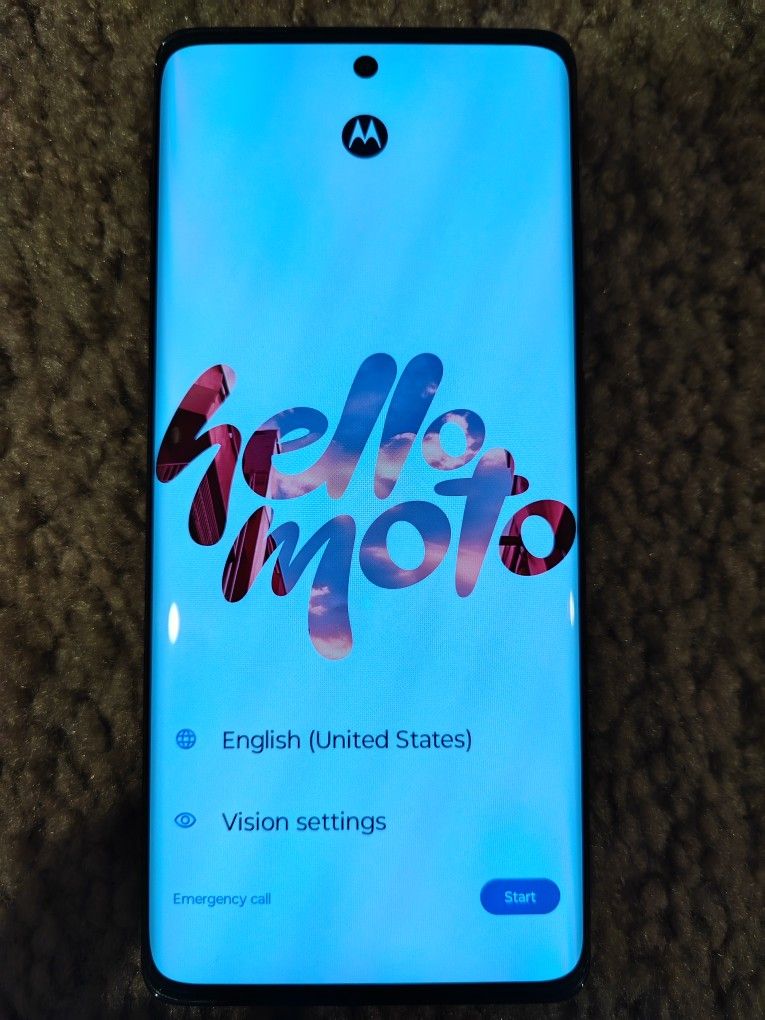 hello
moto
English (United States)
Vision settings
Emergency call
Start